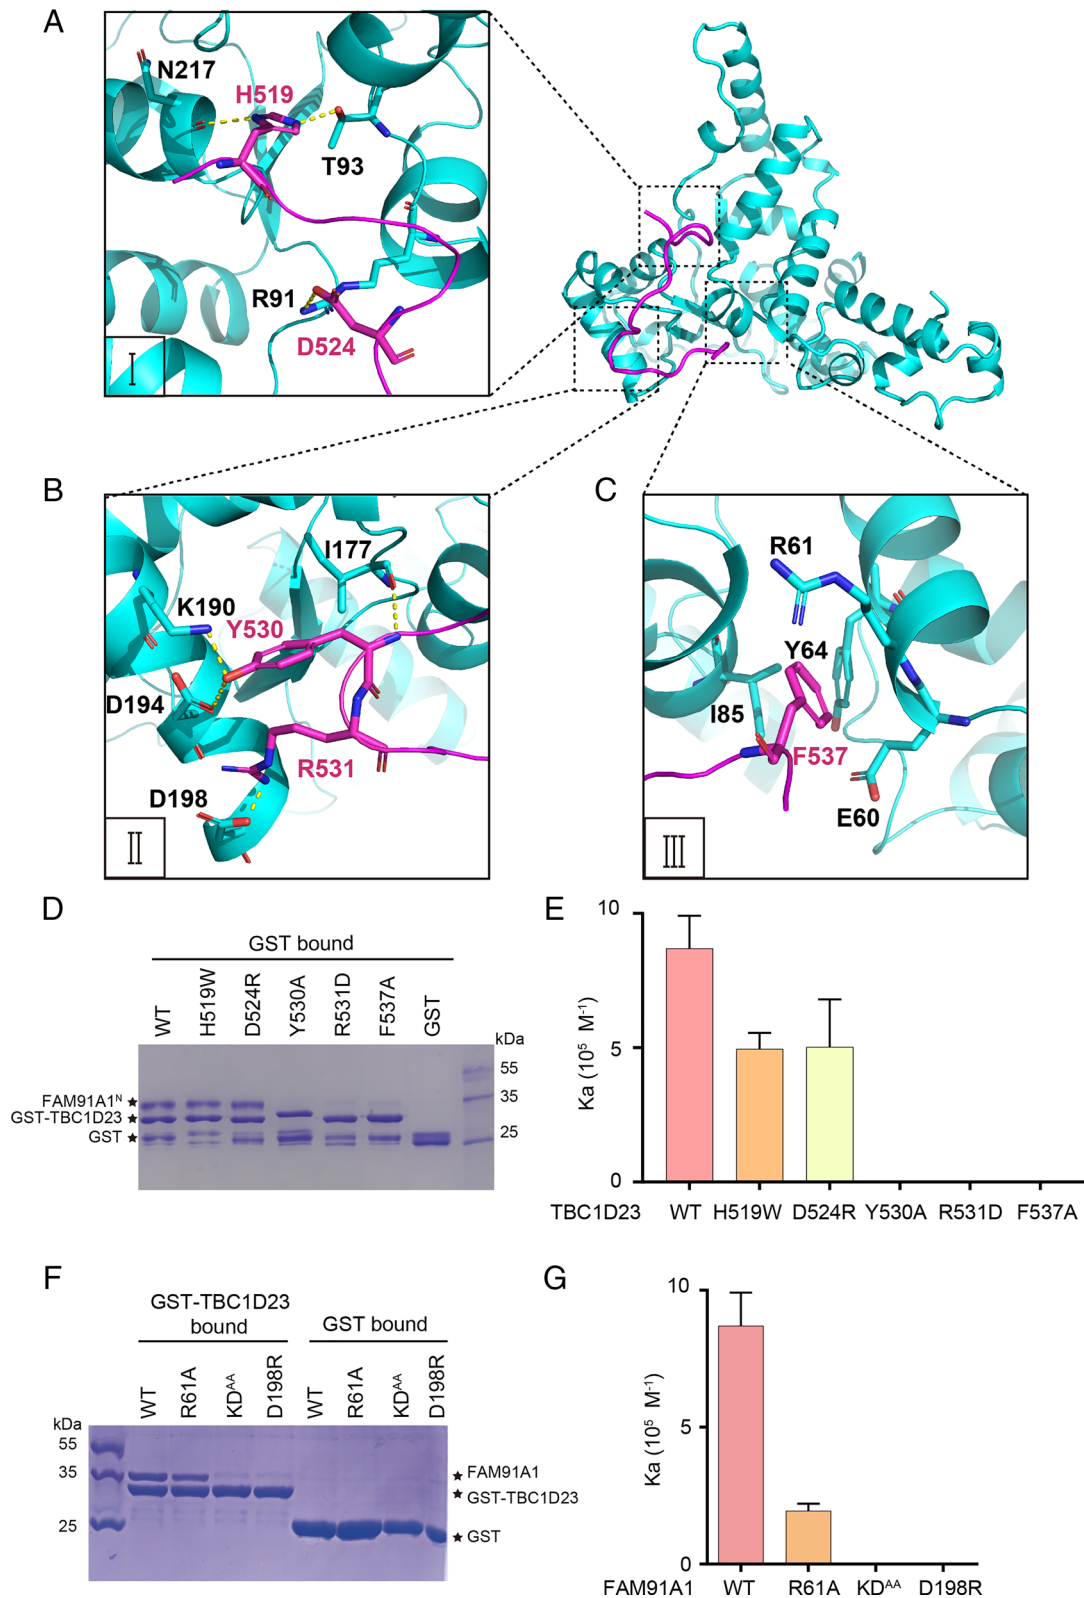 A
N217
H519
T93
R91
D524
I
B
I177
K190
Y530
D194
R531
D198
II
C
R61
Y64
I85
F537
E60
III
D
GST bound
WT H519W D524R Y530A R531D F537A GST
kDa
55
35
25
FAM91A1ᴺ
GST-TBC1D23
GST
E
10
5
0
Ka (10⁵ M⁻¹)
TBC1D23 WT H519W D524R Y530A R531D F537A
F
GST-TBC1D23
bound
GST bound
WT R61A KDᴬᴬ D198R WT R61A KDᴬᴬ D198R
kDa
55
35
25
FAM91A1
GST-TBC1D23
GST
G
10
5
0
Ka (10⁵ M⁻¹)
FAM91A1 WT R61A KDᴬᴬ D198R